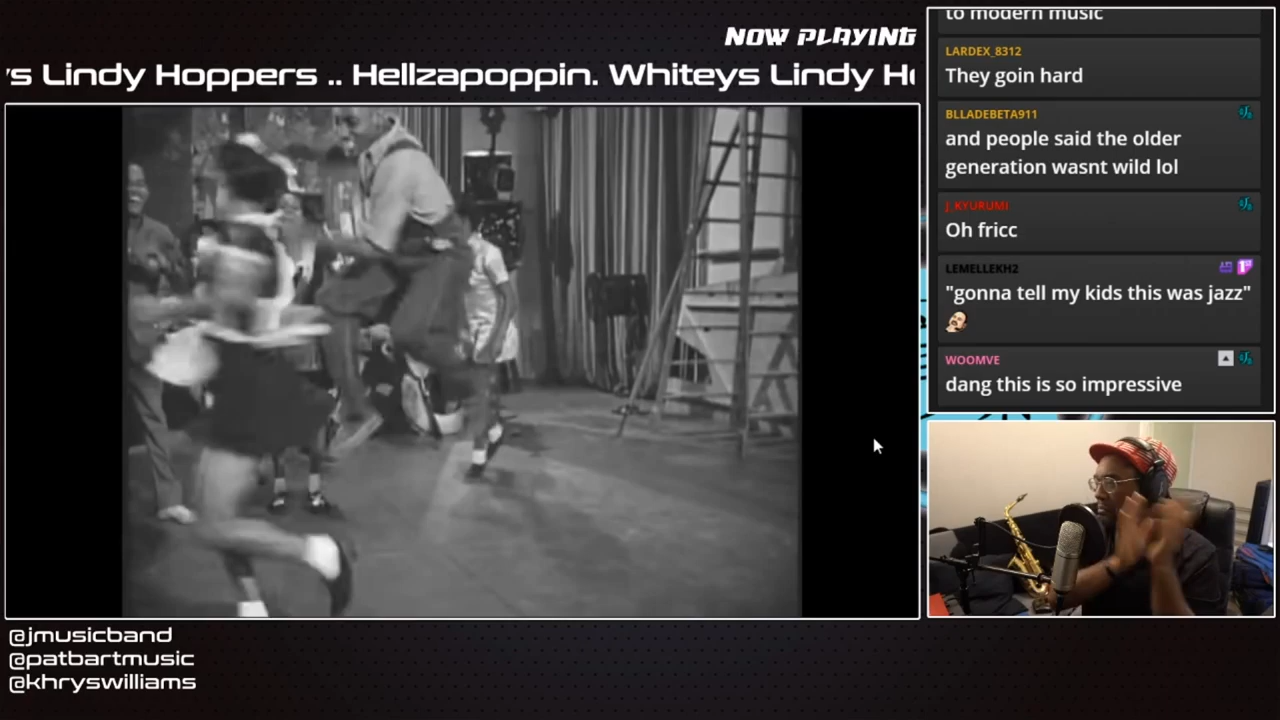 NOW PLAYING
's Lindy Hoppers .. Hellzapoppin. Whiteys Lindy H
to modern music
LARDEX_8312
They goin hard
BLLADEBETA911
and people said the older
generation wasnt wild lol
J_KYURUMI
Oh fricc
LEMELLEKH2
"gonna tell my kids this was jazz"
WOOMVE
dang this is so impressive
@jmusicband
@patbartmusic
@khryswilliams